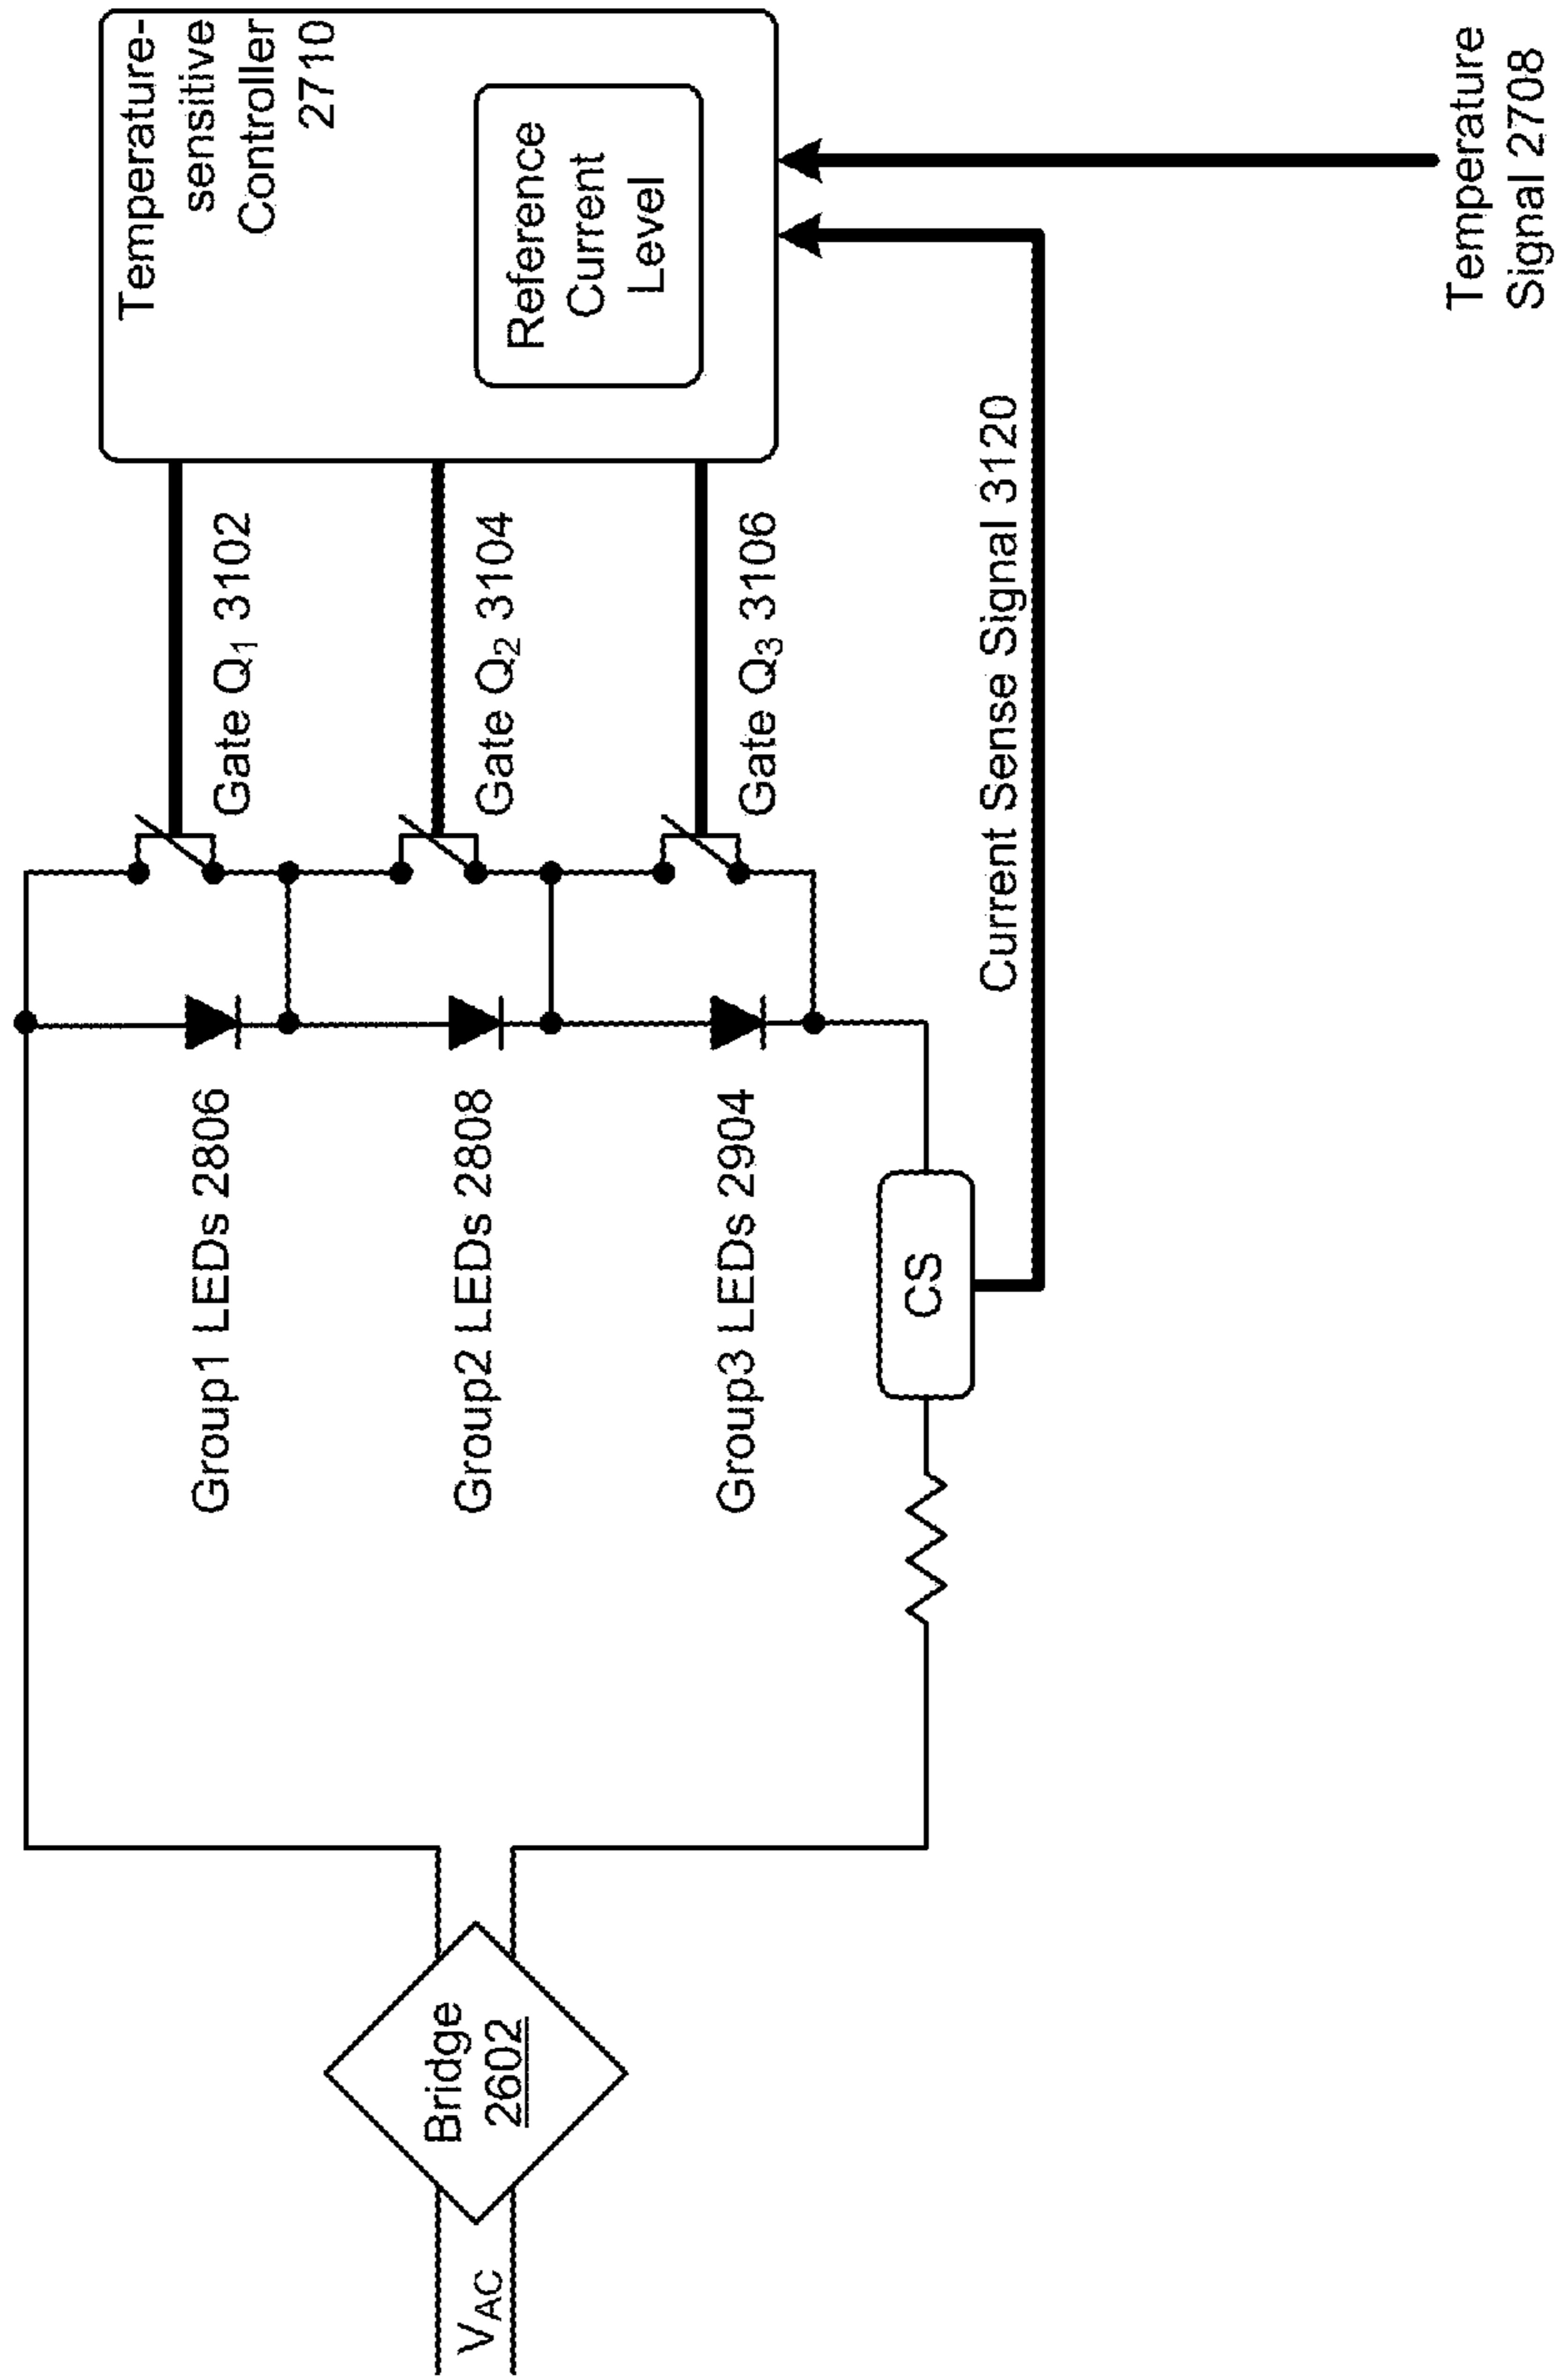 Temperature-
sensitive
Controller
2710
Reference
Current
Level
Gate Q₁ 3102
Gate Q₂ 3104
Gate Q₃ 3106
Group1 LEDs 2806
Group2 LEDs 2808
Group3 LEDs 2904
Bridge
2602
V_AC
CS
Current Sense Signal 3120
Temperature
Signal 2708